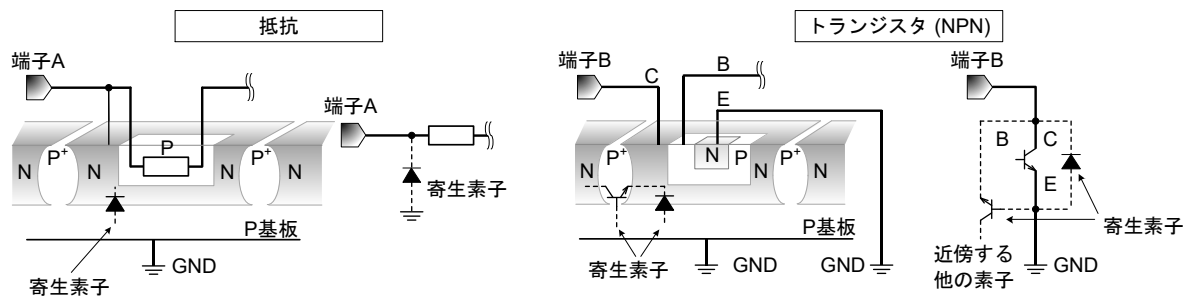 抵抗
トランジスタ (NPN)
端子A
N
P+
N
P
N
P+
N
寄生素子
P基板
GND
端子A
寄生素子
端子B
C
B
E
N
P+
N
N
P
N
P+
N
寄生素子
P基板
GND
GND
端子B
B
C
E
寄生素子
近傍する
他の素子
GND